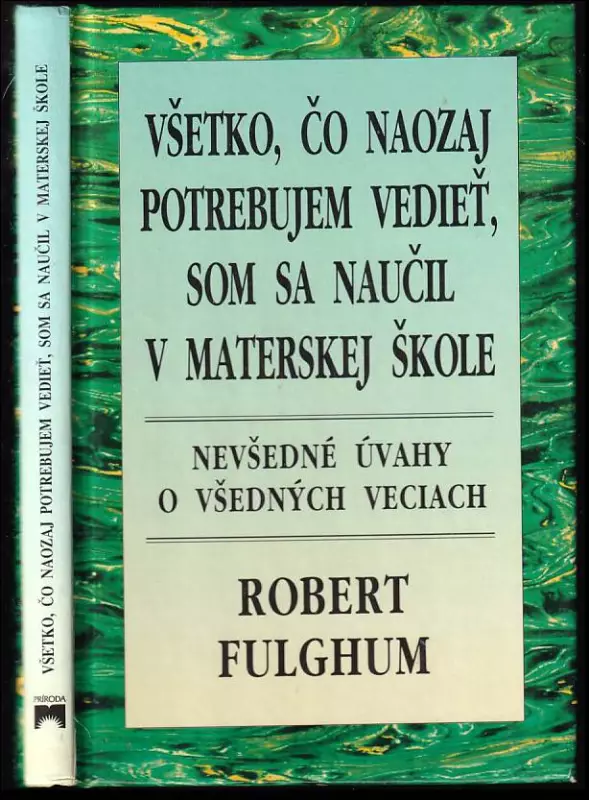 VŠETKO, ČO NAOZAJ POTREBUJEM VEDIEŤ, SOM SA NAUČIL V MATERSKEJ ŠKOLE
PRÍRODA
VŠETKO, ČO NAOZAJ
POTREBUJEM VEDIEŤ,
SOM SA NAUČIL
V MATERSKEJ ŠKOLE
NEVŠEDNÉ ÚVAHY
O VŠEDNÝCH VECIACH
ROBERT
FULGHUM